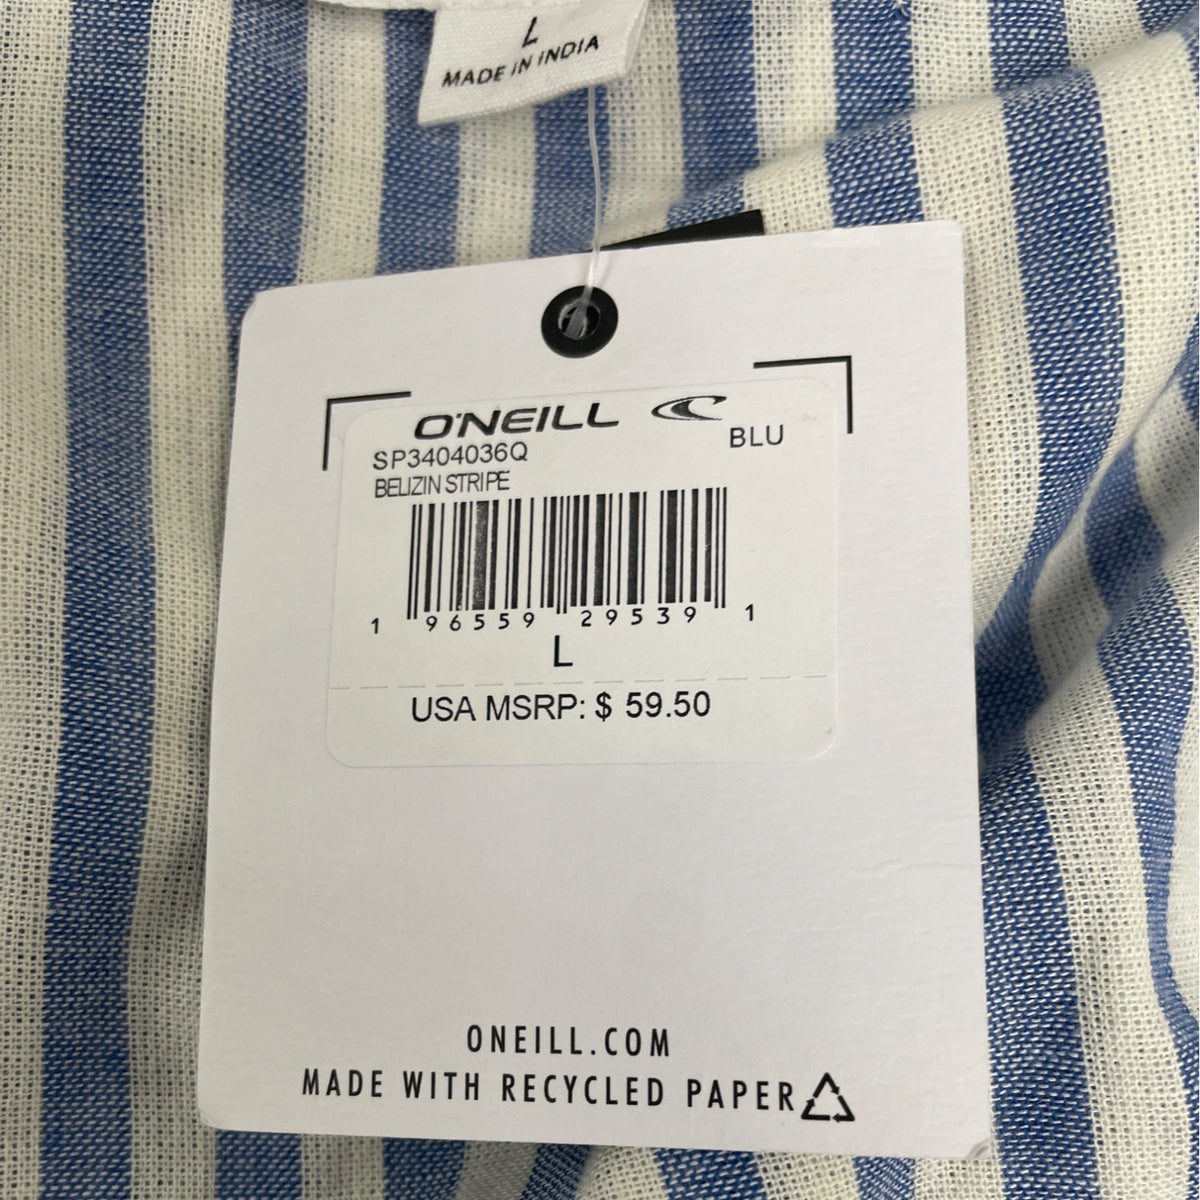 L
MADE IN INDIA
O'NEILL
BLU
SP3404036Q
BELIZIN STRIPE
1 96559 29539 1
L
USA MSRP: $ 59.50
ONEILL.COM
MADE WITH RECYCLED PAPER